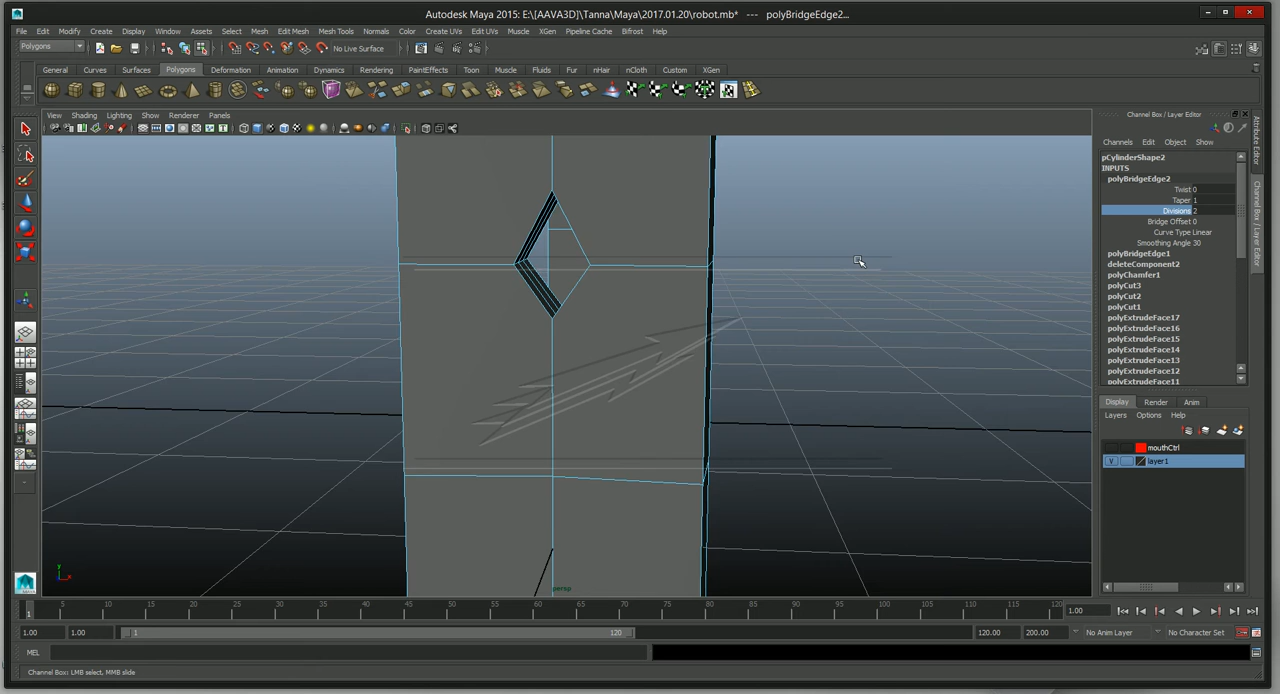 Autodesk Maya 2015: E:\[AAVA3D]\Tanna\Maya\2017.01.20\robot.mb* --- polyBridgeEdge2...
File Edit Modify Create Display Window Assets Select Mesh Edit Mesh Mesh Tools Normals Color Create UVs Edit UVs Muscle XGen Pipeline Cache Bifrost Help
Polygons No Live Surface
General Curves Surfaces Polygons Deformation Animation Dynamics Rendering PaintEffects Toon Muscle Fluids Fur nHair nCloth Custom XGen
View Shading Lighting Show Renderer Panels
Channel Box / Layer Editor
Channels Edit Object Show
pCylinderShape2
INPUTS
polyBridgeEdge2
Twist 0
Taper 1
Divisions 2
Bridge Offset 0
Curve Type Linear
Smoothing Angle 30
polyBridgeEdge1
deleteComponent2
polyChamfer1
polyCut3
polyCut2
polyCut1
polyExtrudeFace17
polyExtrudeFace16
polyExtrudeFace15
polyExtrudeFace14
polyExtrudeFace13
polyExtrudeFace12
polyExtrudeFace11
Attribute Editor
Channel Box / Layer Editor
Display Render Anim
Layers Options Help
mouthCtrl
V layer1
y
x
persp
1 5 10 15 20 25 30 35 40 45 50 55 60 65 70 75 80 85 90 95 100 105 110 115 120 1.00
1.00 1.00 1 120 120.00 200.00 No Anim Layer No Character Set
MEL
Channel Box: LMB select, MMB slide